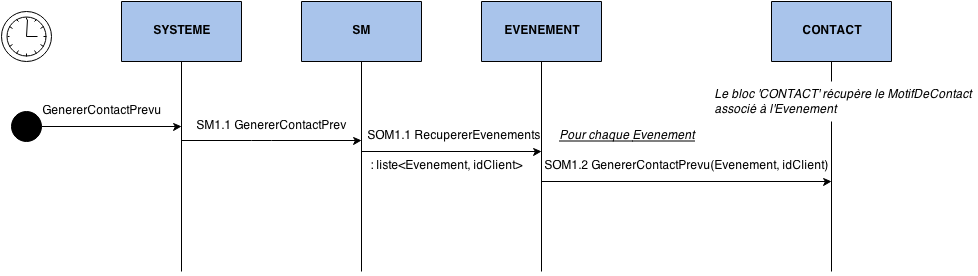 SYSTEME
SM
EVENEMENT
CONTACT
Le bloc 'CONTACT' récupère le MotifDeContact
associé à l'Evenement
GenererContactPrevu
SM1.1 GenererContactPrev
SOM1.1 RecupererEvenements
Pour chaque Evenement
: liste<Evenement, idClient>
SOM1.2 GenererContactPrevu(Evenement, idClient)